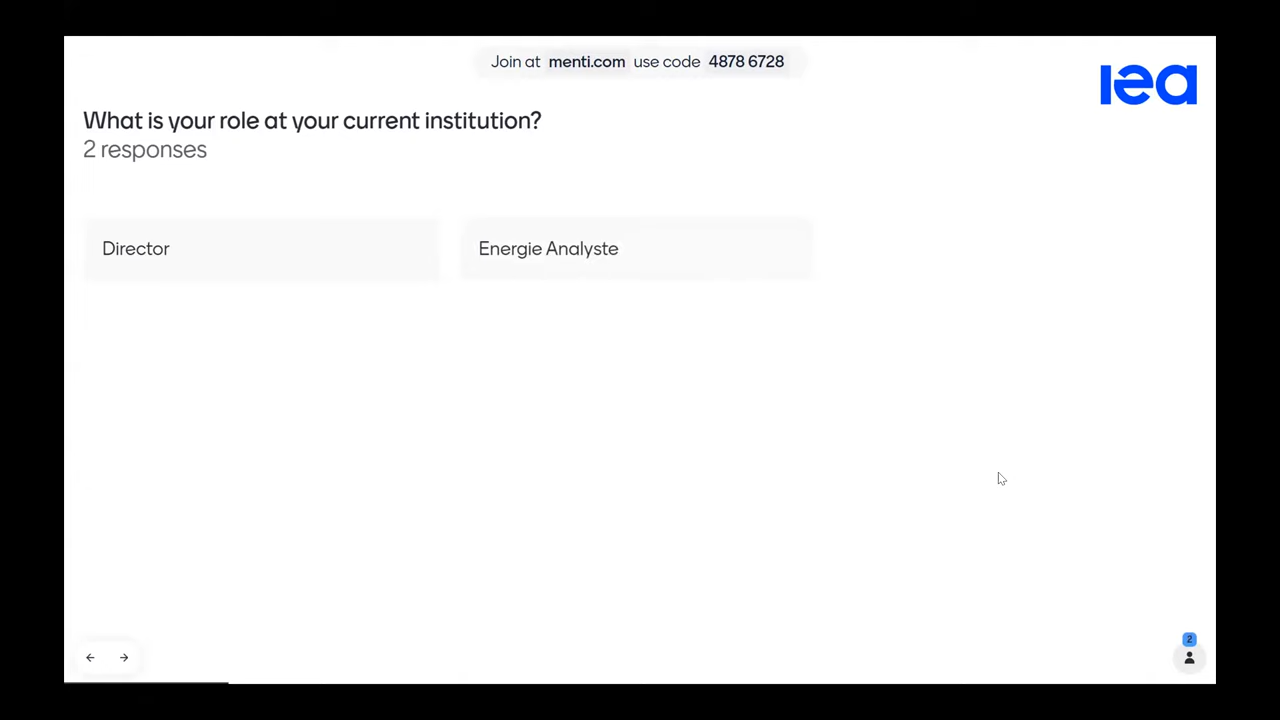 Join at menti.com use code 4878 6728
iea
What is your role at your current institution?
2 responses
Director
Energie Analyste
2